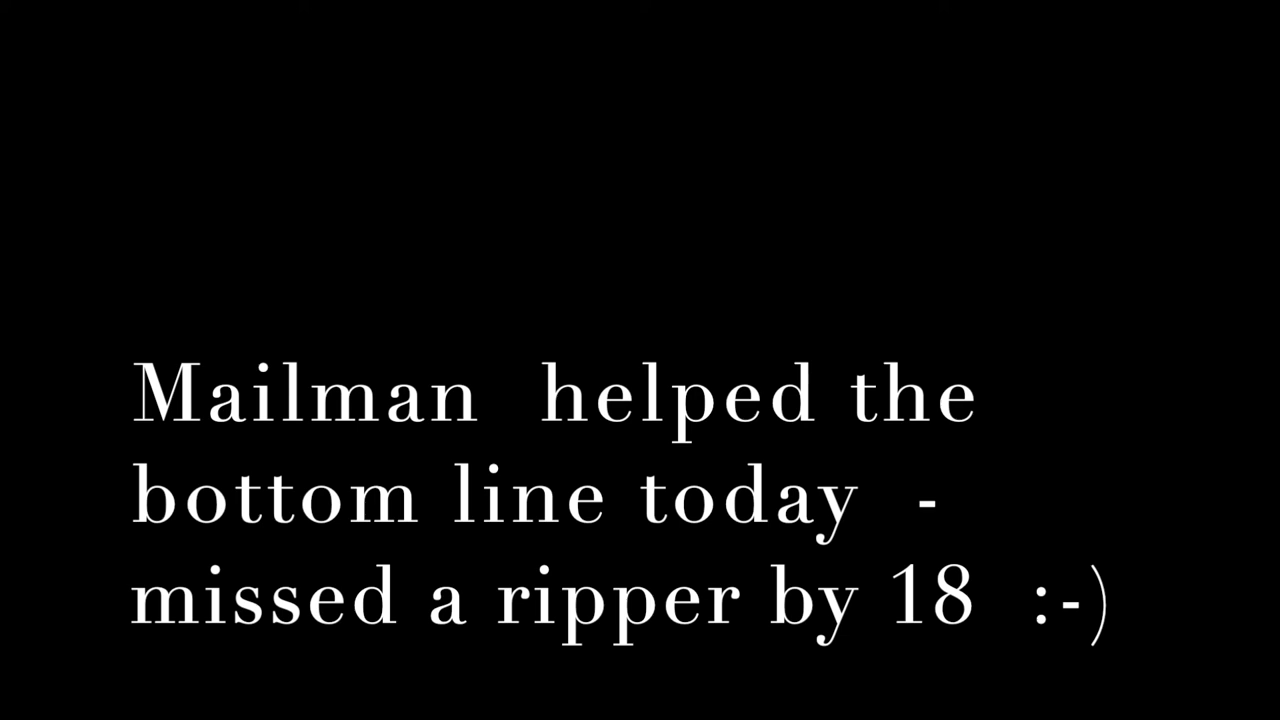 Mailman  helped the
bottom line today  -
missed a ripper by 18  :-)